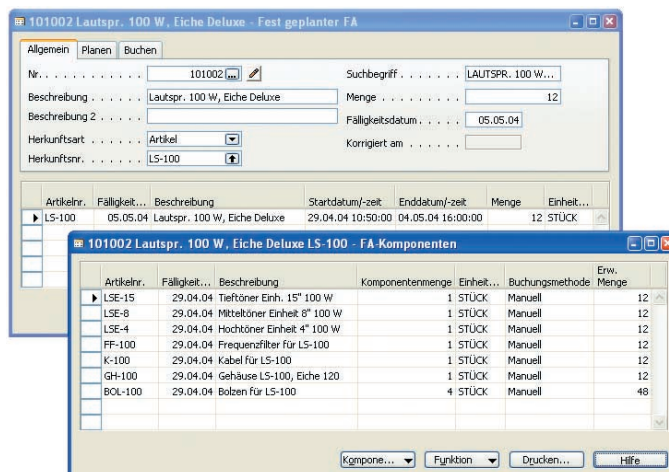 101002 Lautspr. 100 W, Eiche Deluxe - Fest geplanter FA
Allgemein Planen Buchen
Nr. . . . . . . . . . . . 101002 ... Suchbegriff . . . . . . . LAUTSPR. 100 W...
Beschreibung . . . . . . Lautspr. 100 W, Eiche Deluxe Menge . . . . . . . . . . 12
Beschreibung 2 . . . . . Fälligkeitsdatum . . . . . 05.05.04
Herkunftsart . . . . . . Artikel Korrigiert am . . . . . .
Herkunftsnr. . . . . . . LS-100
Artikelnr. Fälligkeit... Beschreibung Startdatum/-zeit Enddatum/-zeit Menge Einheit...
LS-100 05.05.04 Lautspr. 100 W, Eiche Deluxe 29.04.04 10:50:00 04.05.04 16:00:00 12 STÜCK
101002 Lautspr. 100 W, Eiche Deluxe LS-100 - FA-Komponenten
Artikelnr. Fälligkeit... Beschreibung Komponentenmenge Einheit... Buchungsmethode Erw. Menge
LSE-15 29.04.04 Tieftöner Einh. 15" 100 W 1 STÜCK Manuell 12
LSE-8 29.04.04 Mitteltöner Einheit 8" 100 W 1 STÜCK Manuell 12
LSE-4 29.04.04 Hochtöner Einheit 4" 100 W 1 STÜCK Manuell 12
FF-100 29.04.04 Frequenzfilter für LS-100 1 STÜCK Manuell 12
K-100 29.04.04 Kabel für LS-100 1 STÜCK Manuell 12
GH-100 29.04.04 Gehäuse LS-100, Eiche 120 1 STÜCK Manuell 12
BOL-100 29.04.04 Bolzen für LS-100 4 STÜCK Manuell 48
Kompone... Funktion Drucken... Hilfe